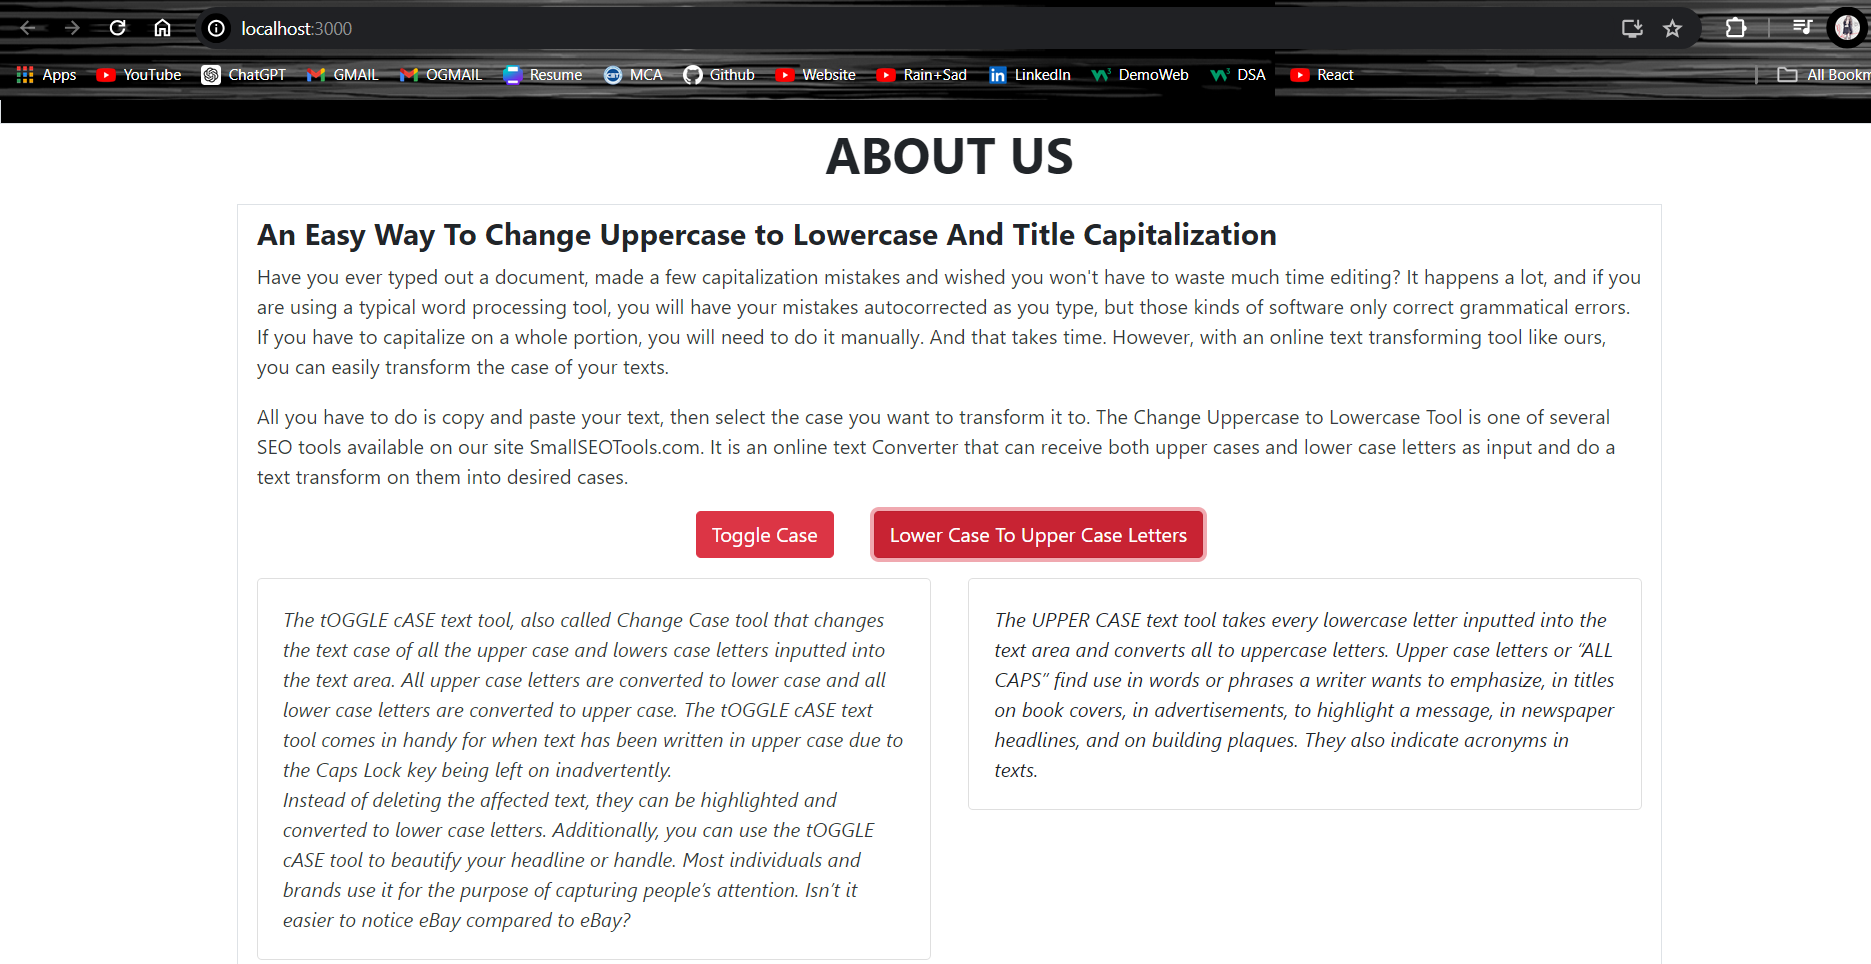 localhost:3000
Apps YouTube ChatGPT GMAIL OGMAIL Resume MCA Github Website Rain+Sad LinkedIn DemoWeb DSA React All Bookm
ABOUT US
An Easy Way To Change Uppercase to Lowercase And Title Capitalization
Have you ever typed out a document, made a few capitalization mistakes and wished you won't have to waste much time editing? It happens a lot, and if you
are using a typical word processing tool, you will have your mistakes autocorrected as you type, but those kinds of software only correct grammatical errors.
If you have to capitalize on a whole portion, you will need to do it manually. And that takes time. However, with an online text transforming tool like ours,
you can easily transform the case of your texts.
All you have to do is copy and paste your text, then select the case you want to transform it to. The Change Uppercase to Lowercase Tool is one of several
SEO tools available on our site SmallSEOTools.com. It is an online text Converter that can receive both upper cases and lower case letters as input and do a
text transform on them into desired cases.
Toggle Case
Lower Case To Upper Case Letters
The tOGGLE cASE text tool, also called Change Case tool that changes
the text case of all the upper case and lowers case letters inputted into
the text area. All upper case letters are converted to lower case and all
lower case letters are converted to upper case. The tOGGLE cASE text
tool comes in handy for when text has been written in upper case due to
the Caps Lock key being left on inadvertently.
Instead of deleting the affected text, they can be highlighted and
converted to lower case letters. Additionally, you can use the tOGGLE
cASE tool to beautify your headline or handle. Most individuals and
brands use it for the purpose of capturing people’s attention. Isn’t it
easier to notice eBay compared to eBay?
The UPPER CASE text tool takes every lowercase letter inputted into the
text area and converts all to uppercase letters. Upper case letters or “ALL
CAPS” find use in words or phrases a writer wants to emphasize, in titles
on book covers, in advertisements, to highlight a message, in newspaper
headlines, and on building plaques. They also indicate acronyms in
texts.